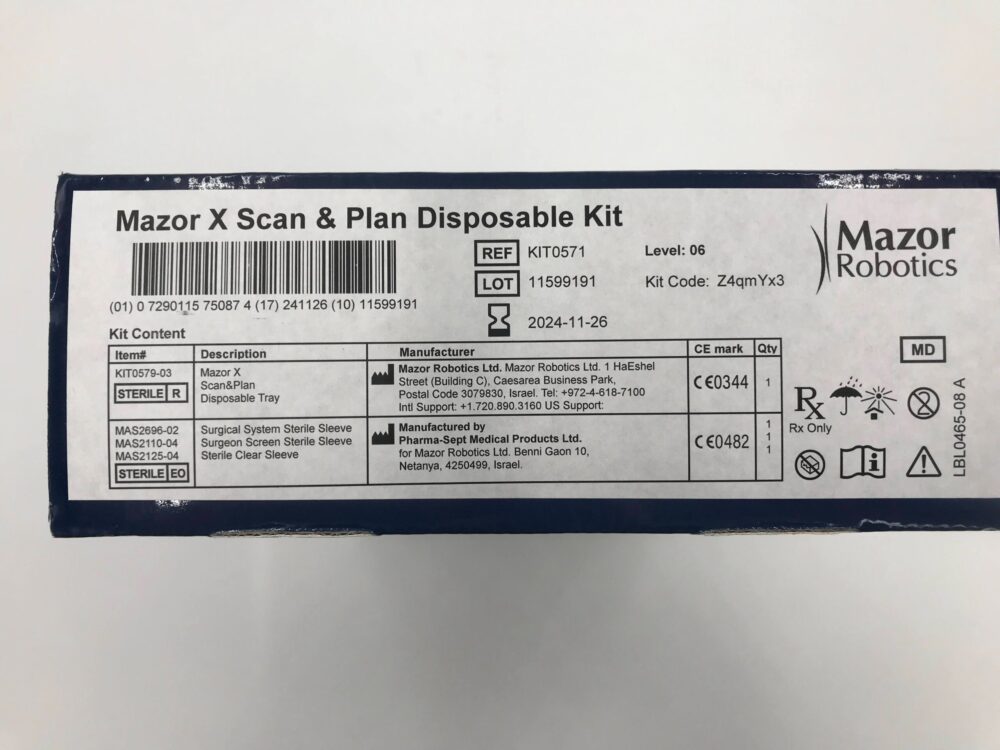 Mazor X Scan & Plan Disposable Kit
Mazor
Robotics
REF KIT0571
Level: 06
LOT 11599191
Kit Code: Z4qmYx3
(01) 0 7290115 75087 4 (17) 241126 (10) 11599191
2024-11-26
Kit Content
MD
Item# Description Manufacturer CE mark Qty
KIT0579-03
STERILE R
Mazor X
Scan&Plan
Disposable Tray
Mazor Robotics Ltd. Mazor Robotics Ltd. 1 HaEshel
Street (Building C), Caesarea Business Park,
Postal Code 3079830, Israel. Tel: +972-4-618-7100
Intl Support: +1.720.890.3160 US Support:
CE0344
1
MAS2696-02 Surgical System Sterile Sleeve
MAS2110-04 Surgeon Screen Sterile Sleeve
MAS2125-04 Sterile Clear Sleeve
STERILE EO
Manufactured by
Pharma-Sept Medical Products Ltd.
for Mazor Robotics Ltd. Benni Gaon 10,
Netanya, 4250499, Israel.
CE0482
1
1
1
Rx
Rx Only
2
LBL0465-08 A